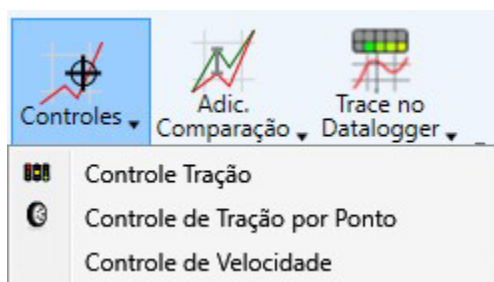 Controles
Adic.
Comparação
Trace no
Datalogger
Controle Tração
Controle de Tração por Ponto
Controle de Velocidade